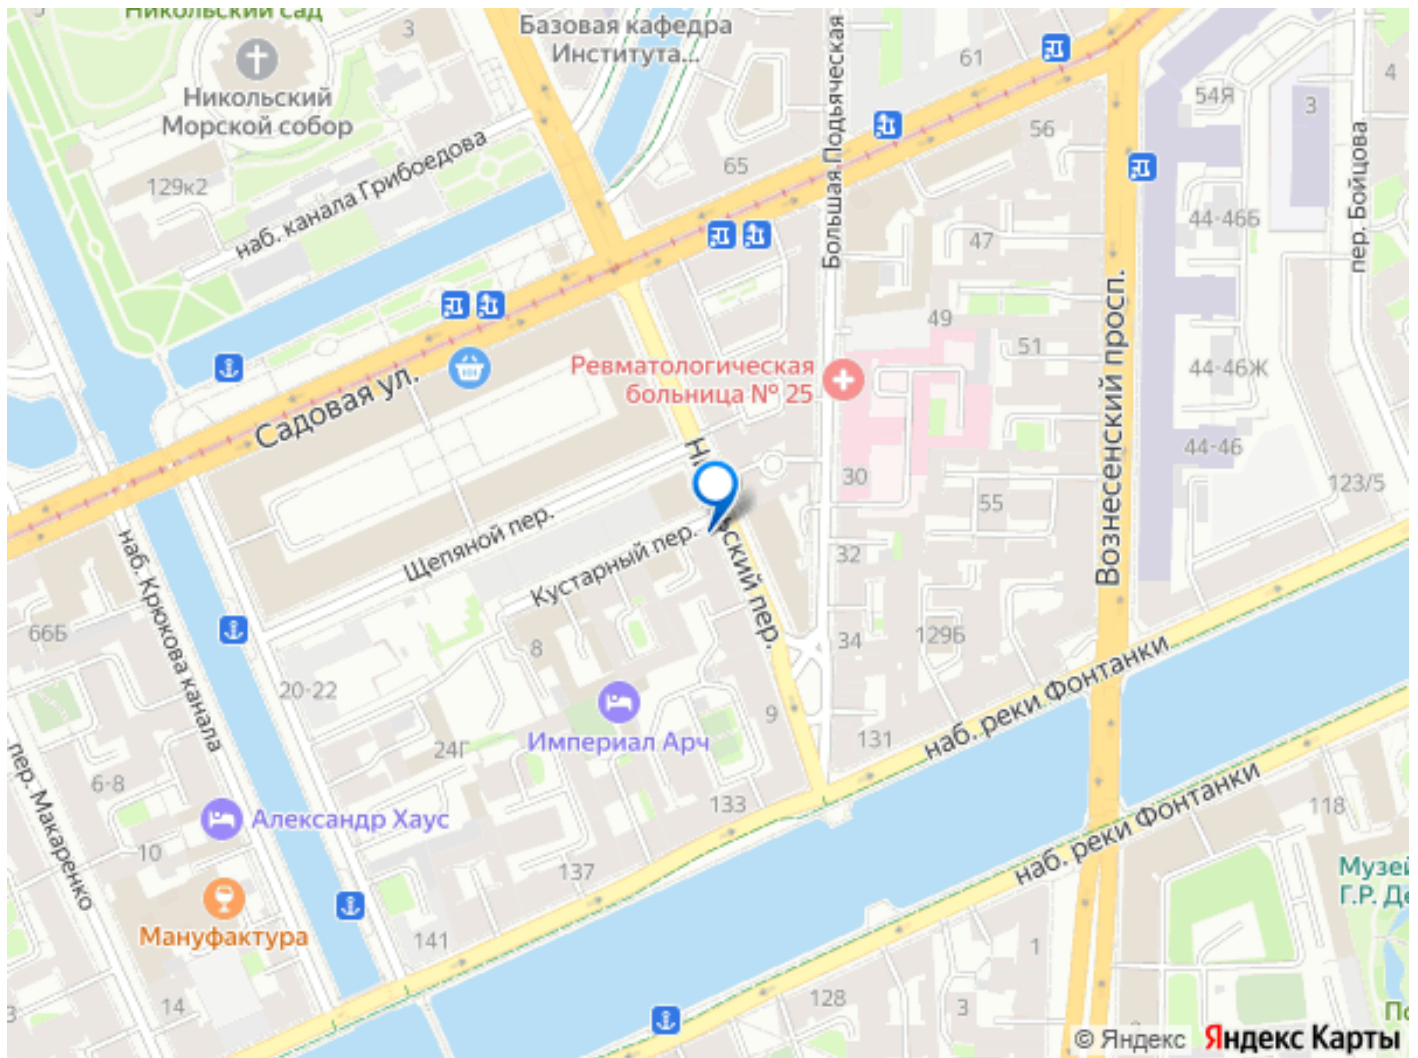 Никольский сад
3
Базовая кафедра
Института...
61
4
54Я
3
Никольский
Морской собор
56
65
129к2
наб. канала Грибоедова
Большая Подьяческая
пер. Бойцова
44-46Б
47
49
51
Ревматологическая
больница № 25
44-46Ж
Садовая ул.
Вознесенский просп.
44-46
30
123/5
55
Щепяной пер.
Кустарный пер.
ский пер.
32
наб. Крюкова канала
66Б
8
34
129Б
20-22
наб. реки Фонтанки
9
131
24Г
Империал Арч
пер. Макаренко
6-8
133
наб. реки Фонтанки
118
Александр Хаус
10
137
Музей
Г.Р. Де
Мануфактура
141
1
14
128
3
3
По
© Яндекс Яндекс Карты